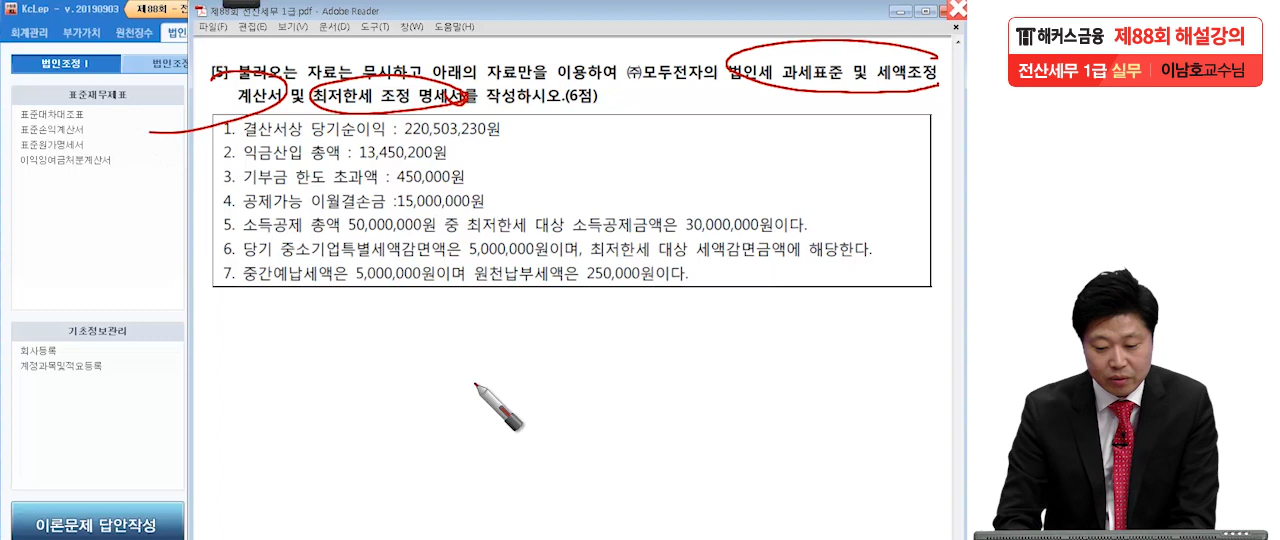 KcLep - v.20190903
제88회 - 전
회계관리 부가가치 원천징수 법인
법인조정 I 법인조정
표준재무제표
표준대차대조표
표준손익계산서
표준원가명세서
이익잉여금처분계산서
기초정보관리
회사등록
계정과목및적요등록
이론문제 답안작성
제88회 전산세무 1급.pdf - Adobe Reader
파일(F) 편집(E) 보기(V) 문서(D) 도구(T) 창(W) 도움말(H)
[5] 불러오는 자료는 무시하고 아래의 자료만을 이용하여 ㈜모두전자의 법인세 과세표준 및 세액조정
계산서 및 최저한세 조정 명세서를 작성하시오.(6점)
1. 결산서상 당기순이익 : 220,503,230원
2. 익금산입 총액 : 13,450,200원
3. 기부금 한도 초과액 : 450,000원
4. 공제가능 이월결손금 :15,000,000원
5. 소득공제 총액 50,000,000원 중 최저한세 대상 소득공제금액은 30,000,000원이다.
6. 당기 중소기업특별세액감면액은 5,000,000원이며, 최저한세 대상 세액감면금액에 해당한다.
7. 중간예납세액은 5,000,000원이며 원천납부세액은 250,000원이다.
해커스금융 제88회 해설강의
전산세무 1급 실무 이남호교수님